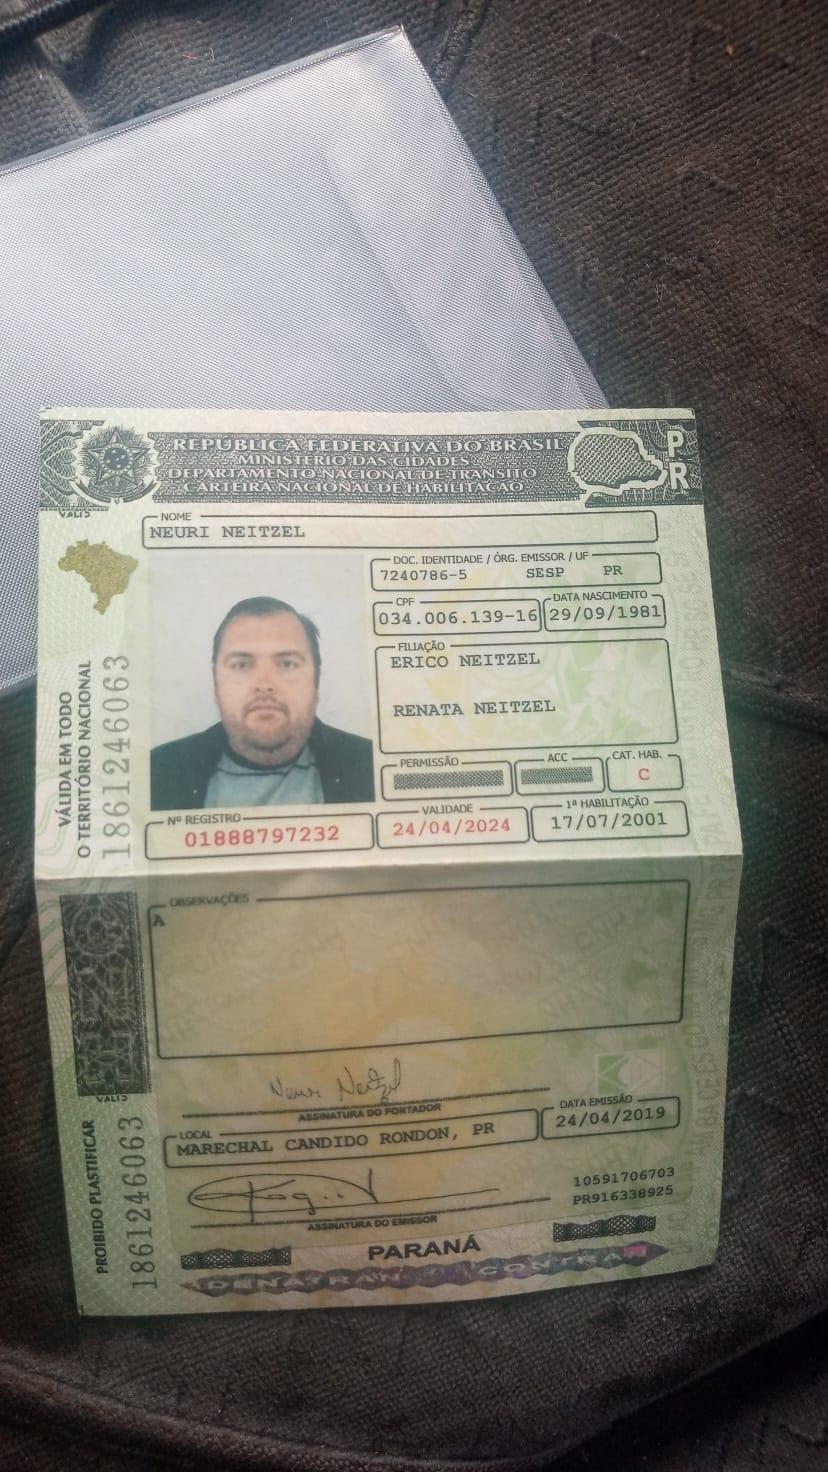 REPÚBLICA FEDERATIVA DO BRASIL
MINISTÉRIO DAS CIDADES
DEPARTAMENTO NACIONAL DE TRÂNSITO
CARTEIRA NACIONAL DE HABILITAÇÃO
PR
NOME
NEURI NEITZEL
DOC. IDENTIDADE / ÓRG. EMISSOR / UF
7240786-5 SESP PR
CPF DATA NASCIMENTO
034.006.139-16 29/09/1981
FILIAÇÃO
ERICO NEITZEL
RENATA NEITZEL
PERMISSÃO ACC CAT. HAB.
C
Nº REGISTRO VALIDADE 1ª HABILITAÇÃO
01888797232 24/04/2024 17/07/2001
VÁLIDA EM TODO
O TERRITÓRIO NACIONAL
1861246063
OBSERVAÇÕES
A
Neuri Neitzel
ASSINATURA DO PORTADOR
LOCAL DATA EMISSÃO
MARECHAL CANDIDO RONDON, PR 24/04/2019
ASSINATURA DO EMISSOR
10591706703
PR916338925
PROIBIDO PLASTIFICAR
1861246063
PARANÁ
DENATRAN CONTRAN